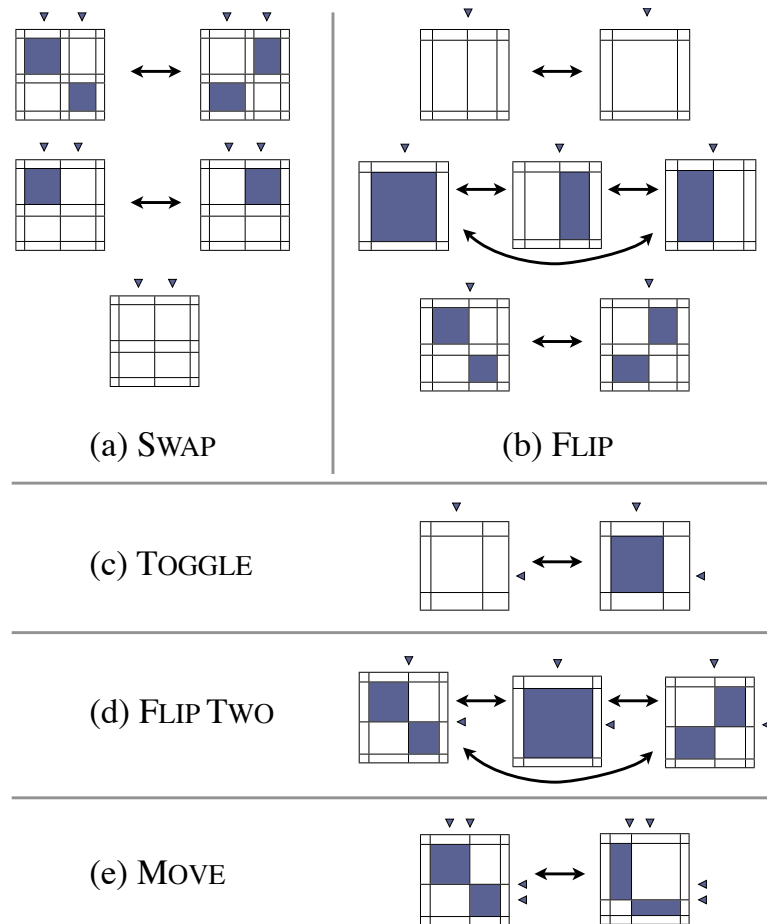 (a) SWAP
(b) FLIP
(c) TOGGLE
(d) FLIP TWO
(e) MOVE